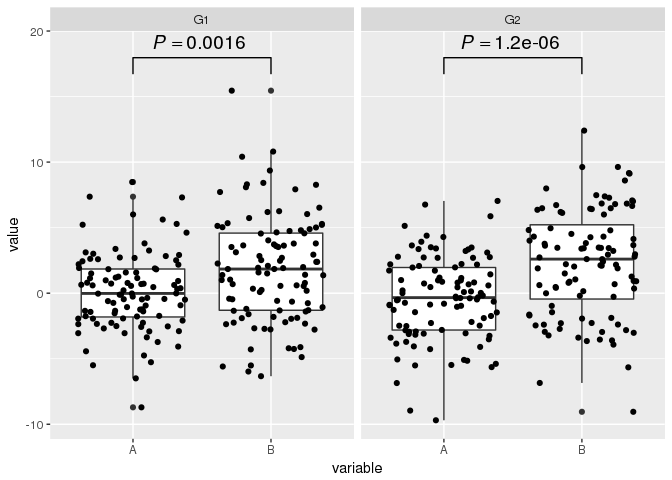 G1 G2
P = 0.0016 P = 1.2e-06
20
10
0
-10
value
A B A B
variable